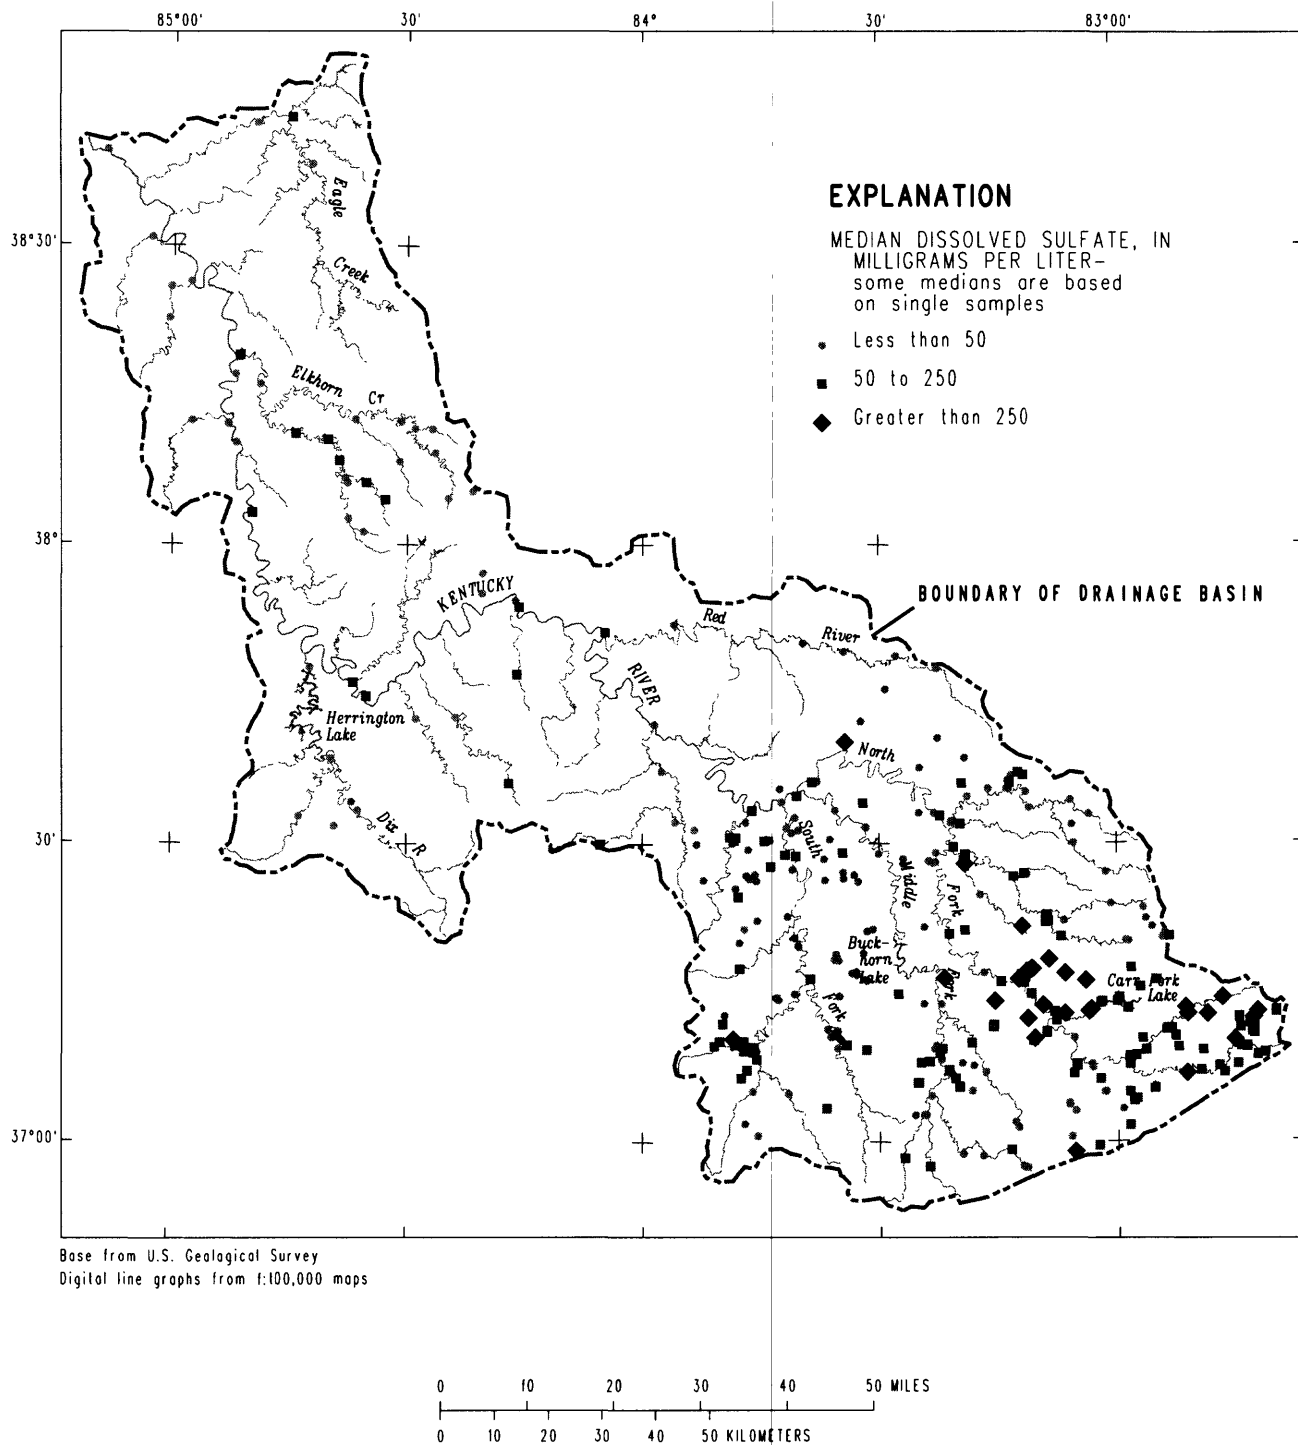 85°00' 30' 84° 30' 83°00'
EXPLANATION
MEDIAN DISSOLVED SULFATE, IN
MILLIGRAMS PER LITER-
some medians are based
on single samples
Less than 50
50 to 250
Greater than 250
38°30'
Eagle
Creek
Elkhorn
Cr
38°
BOUNDARY OF DRAINAGE BASIN
KENTUCKY
Red
River
RIVER
Herrington
Lake
North
Dix R
30'
South
Middle
Fork
Buck-
horn
Lake
Carr Fork
Lake
Fork
Fork
37°00'
Base from U.S. Geological Survey
Digital line graphs from f:100,000 maps
0 10 20 30 40 50 MILES
0 10 20 30 40 50 KILOMETERS